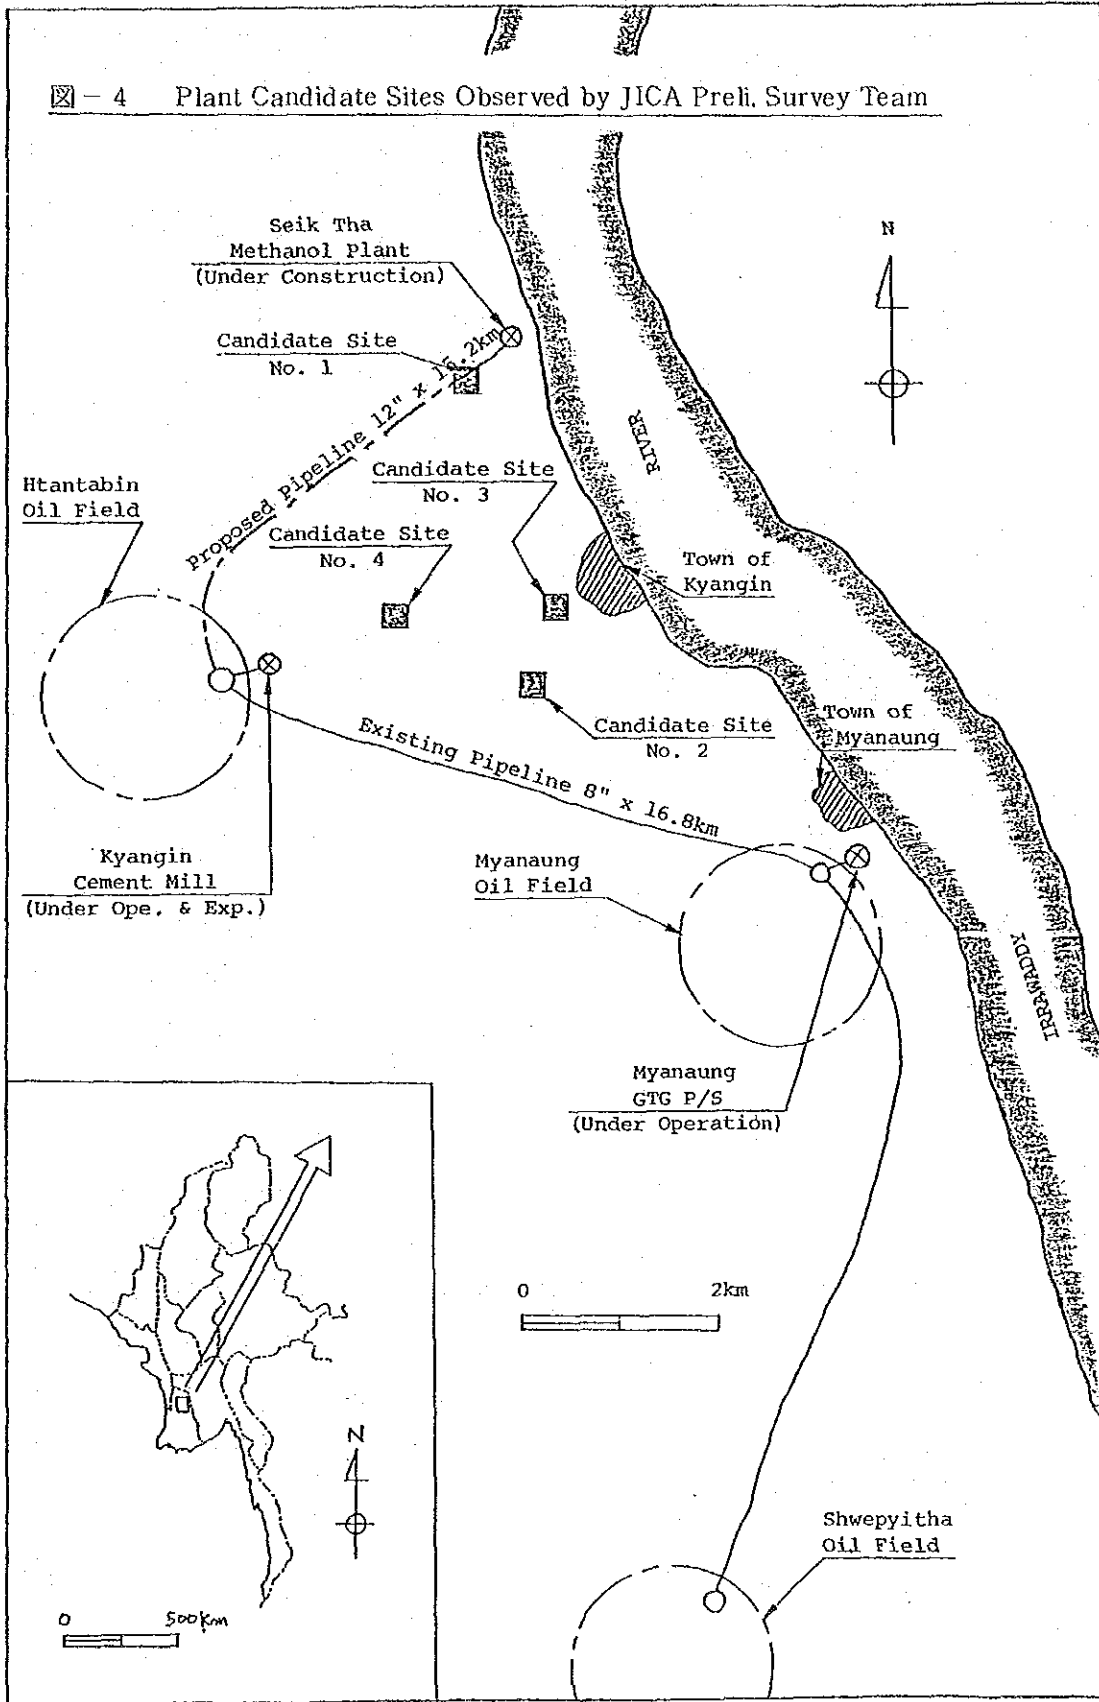 図－4 Plant Candidate Sites Observed by JICA Preli. Survey Team
Seik Tha
Methanol Plant
(Under Construction)
N
Candidate Site
No. 1
Proposed Pipeline 12" x 15.2km
RIVER
Candidate Site
No. 3
Htantabin
Oil Field
Candidate Site
No. 4
Town of
Kyangin
Candidate Site
No. 2
Town of
Myanaung
Existing Pipeline 8" x 16.8km
Kyangin
Cement Mill
(Under Ope. & Exp.)
Myanaung
Oil Field
IRRAWADDY
Myanaung
GTG P/S
(Under Operation)
0 2km
N
Shwepyitha
Oil Field
0 500Km